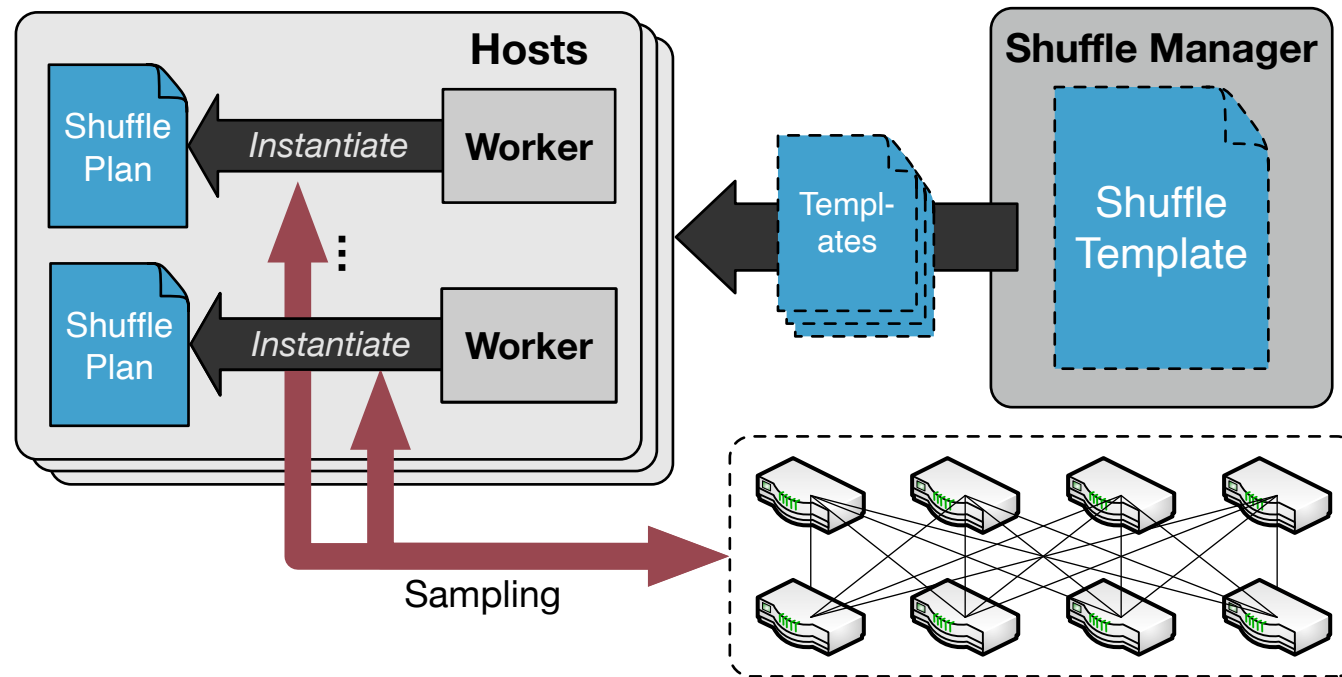 Hosts
Shuffle
Plan
Instantiate
Worker
⋮
Shuffle
Plan
Instantiate
Worker
Templ-
ates
Shuffle Manager
Shuffle
Template
Sampling